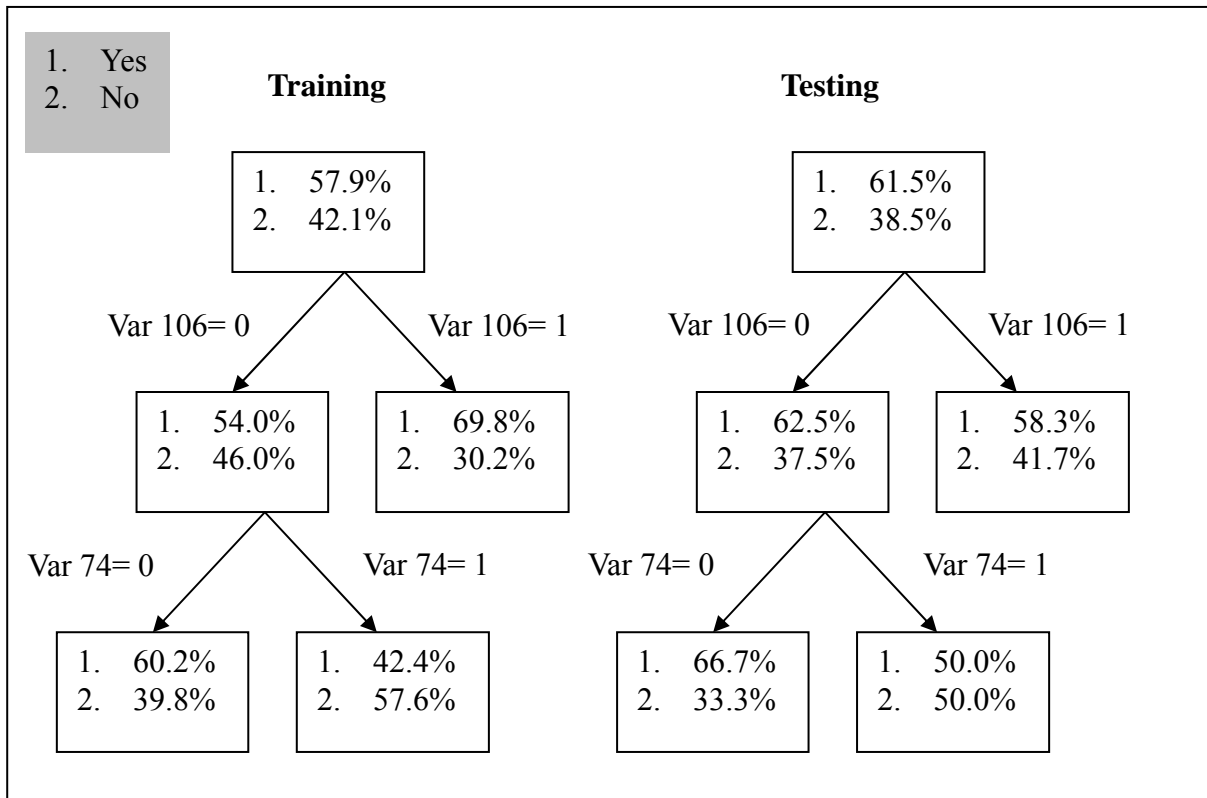 1. Yes
2. No
Training
Testing
1. 57.9%
2. 42.1%
1. 61.5%
2. 38.5%
Var 106= 0
Var 106= 1
Var 106= 0
Var 106= 1
1. 54.0%
2. 46.0%
1. 69.8%
2. 30.2%
1. 62.5%
2. 37.5%
1. 58.3%
2. 41.7%
Var 74= 0
Var 74= 1
Var 74= 0
Var 74= 1
1. 60.2%
2. 39.8%
1. 42.4%
2. 57.6%
1. 66.7%
2. 33.3%
1. 50.0%
2. 50.0%